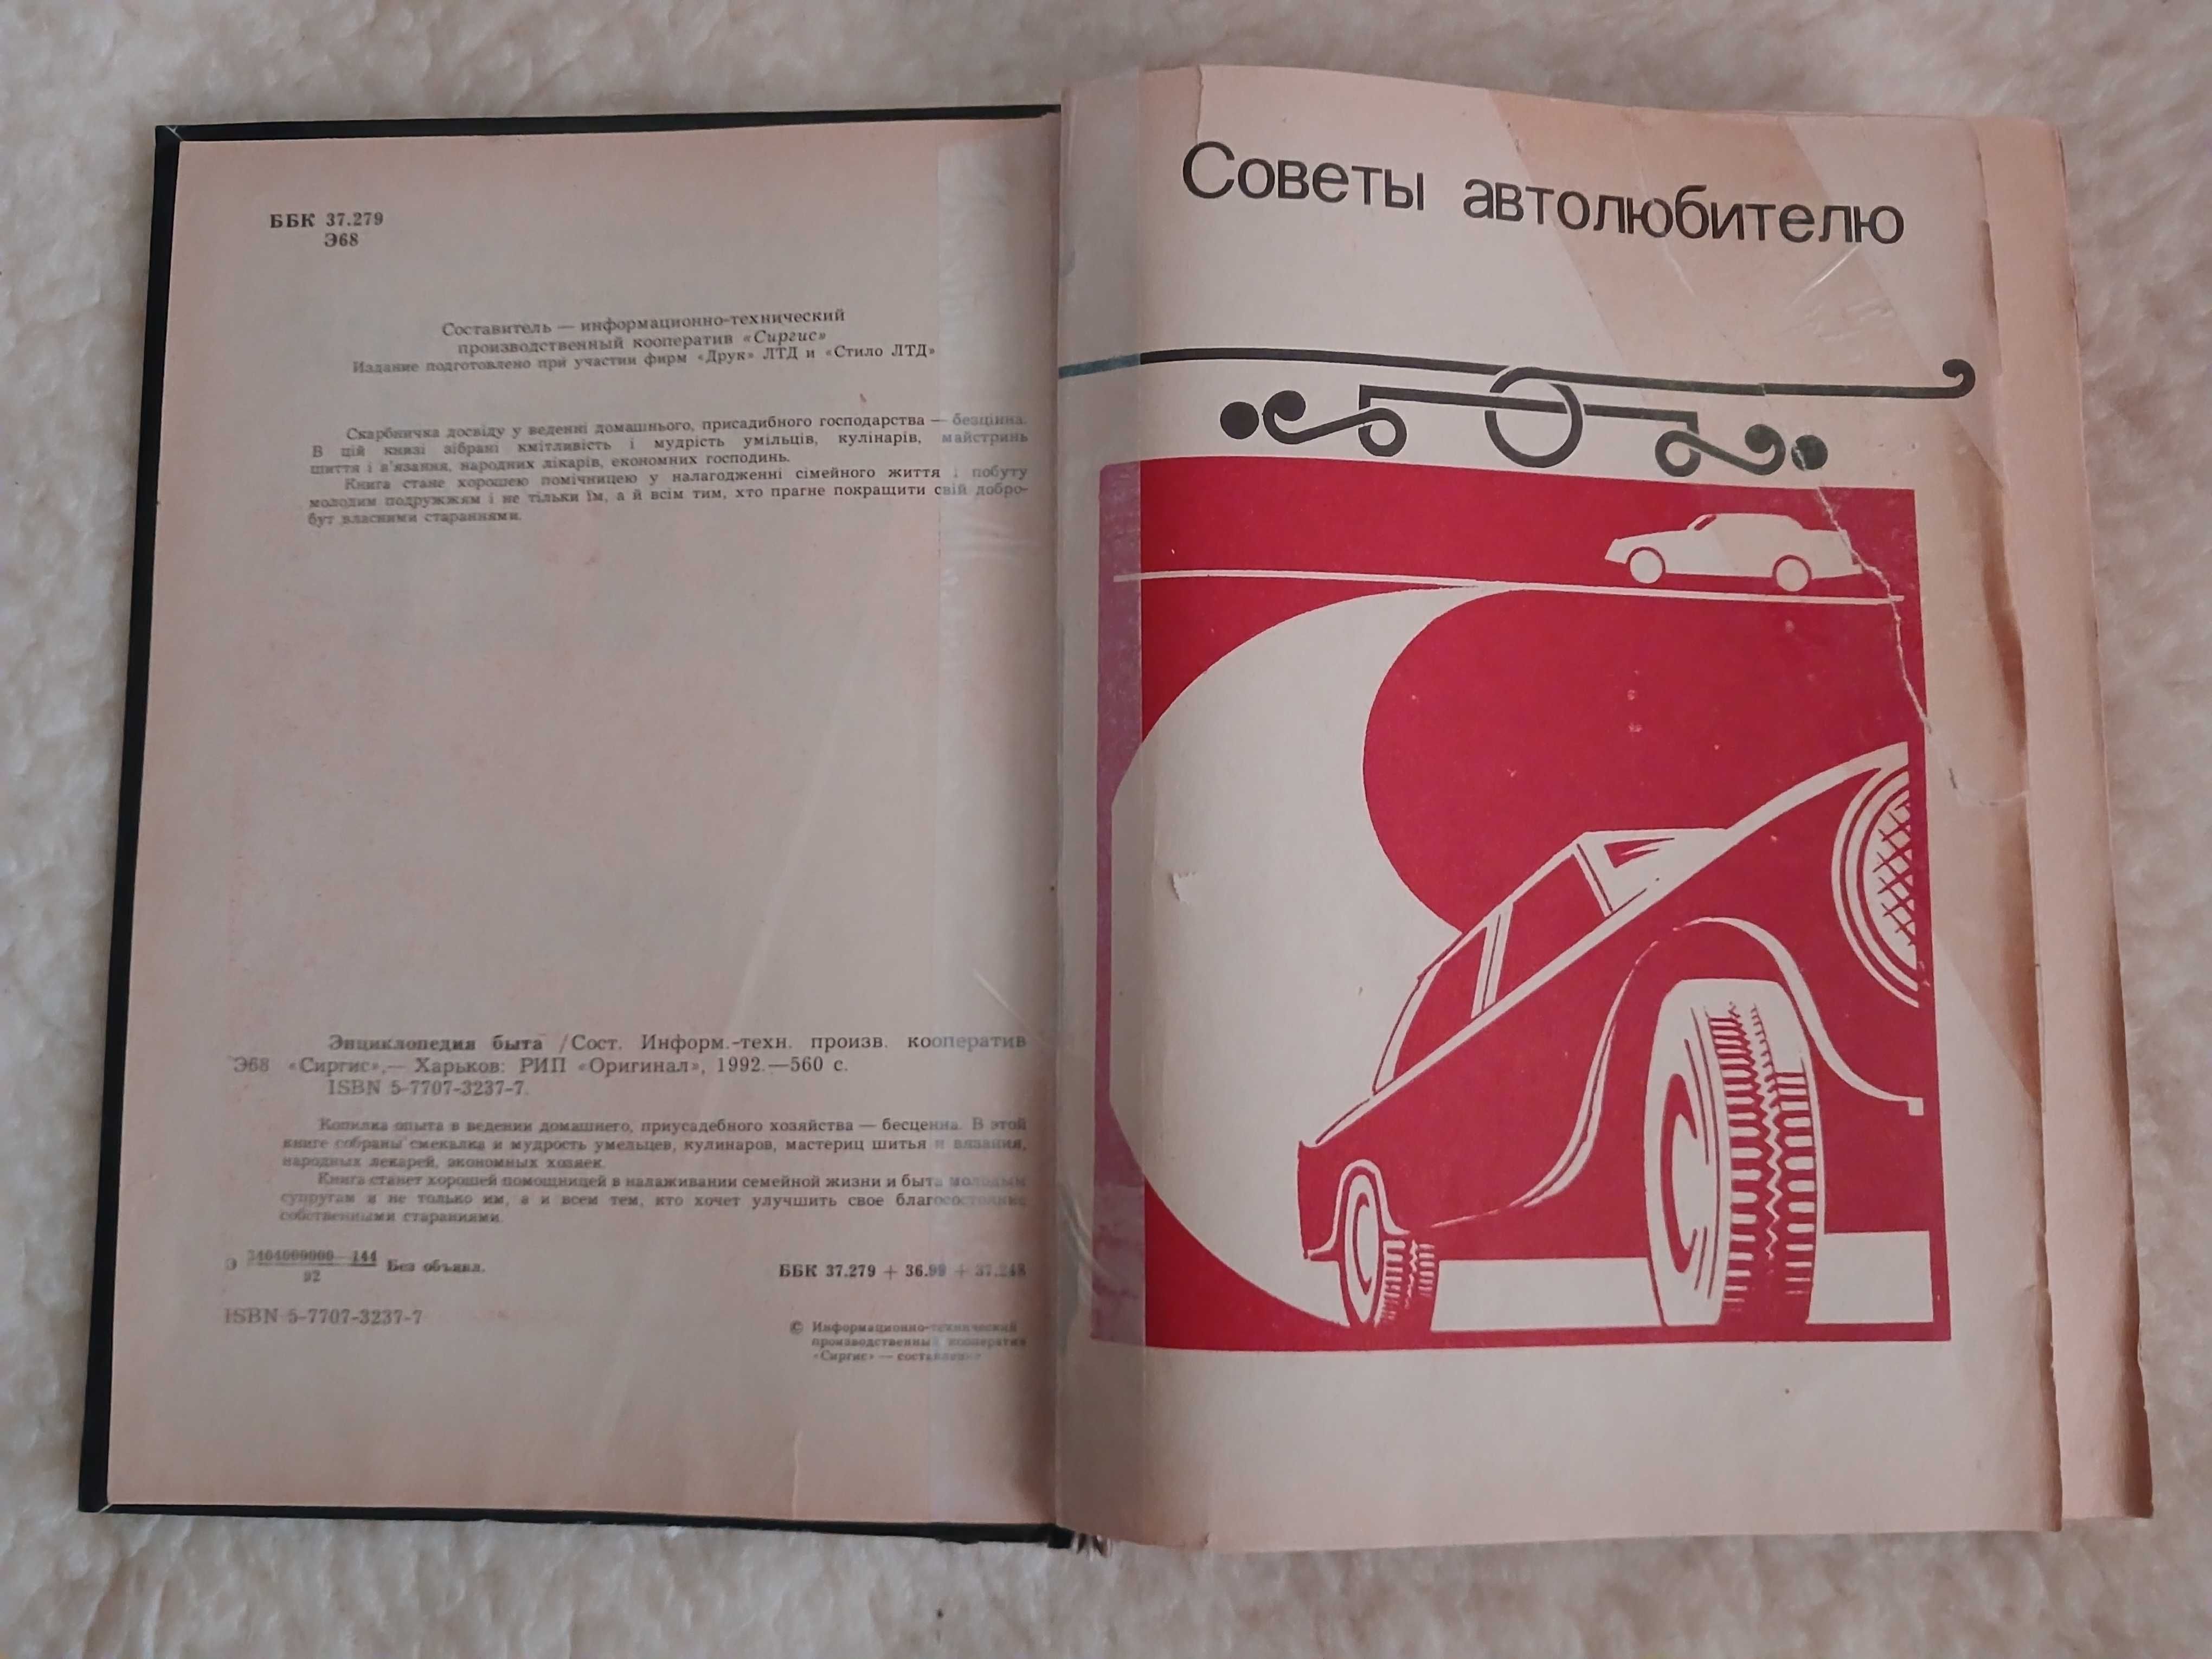 ББК 37.279
Э68
Составитель — информационно-технический
производственный кооператив «Сиргис»
Издание подготовлено при участии фирм «Друк» ЛТД и «Стило ЛТД»
Скарбничка досвіду у веденні домашнього, присадибного господарства — безцінна.
В цій книзі зібрані кмітливість і мудрість умільців, кулінарів, майстринь
шиття і в'язання, народних лікарів, економних господинь.
Книга стане хорошею помічницею у налагодженні сімейного життя і побуту
молодим подружжям і не тільки їм, а й всім тим, хто прагне покращити свій добро-
бут власними стараннями.
Энциклопедия быта /Сост. Информ.-техн. произв. кооператив
Э68 «Сиргис».— Харьков: РИП «Оригинал», 1992.—560 с.
ISBN 5-7707-3237-7.
Копилка опыта в ведении домашнего, приусадебного хозяйства — бесценна. В этой
книге собраны смекалка и мудрость умельцев, кулинаров, мастериц шитья и вязания,
народных лекарей, экономных хозяек.
Книга станет хорошей помощницей в налаживании семейной жизни и быта молодым
супругам и не только им, а и всем тем, кто хочет улучшить свое благосостояние
собственными стараниями.
Э 3404000000—144
92
Без объявл.
ББК 37.279 + 36.99 + 37.248
ISBN 5-7707-3237-7
© Информационно-технический
производственный кооператив
«Сиргис» — составление
Советы автолюбителю